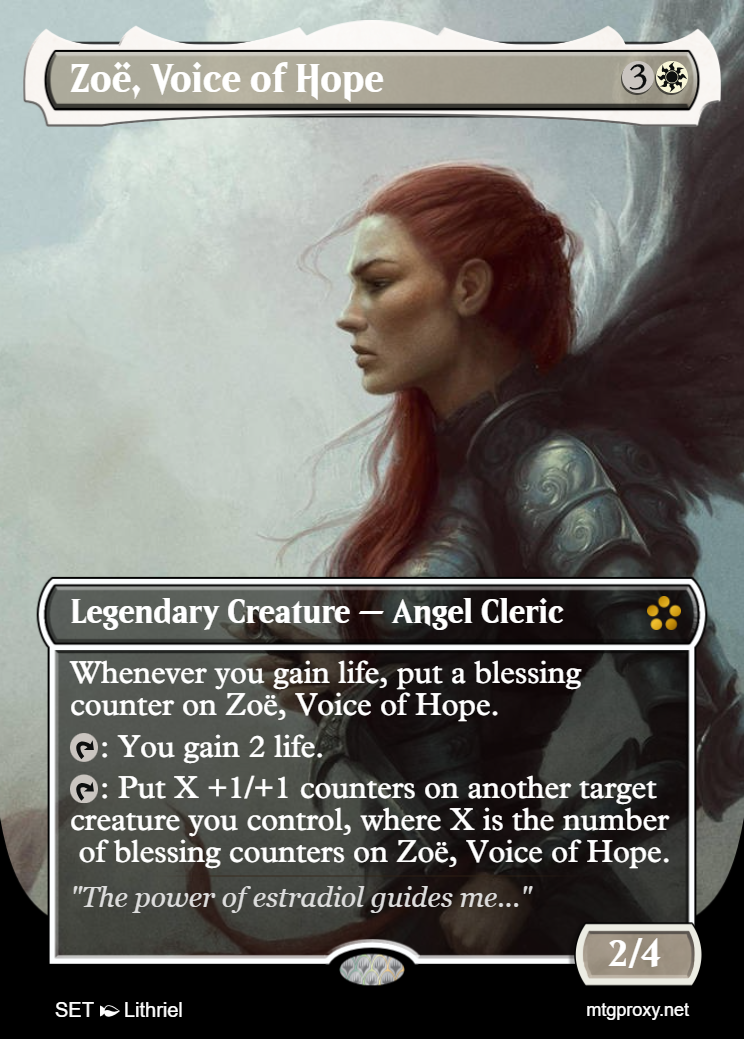 Zoë, Voice of Hope 3
Legendary Creature — Angel Cleric
Whenever you gain life, put a blessing
counter on Zoë, Voice of Hope.
: You gain 2 life.
: Put X +1/+1 counters on another target
creature you control, where X is the number
of blessing counters on Zoë, Voice of Hope.
"The power of estradiol guides me..."
2/4
SET Lithriel
mtgproxy.net